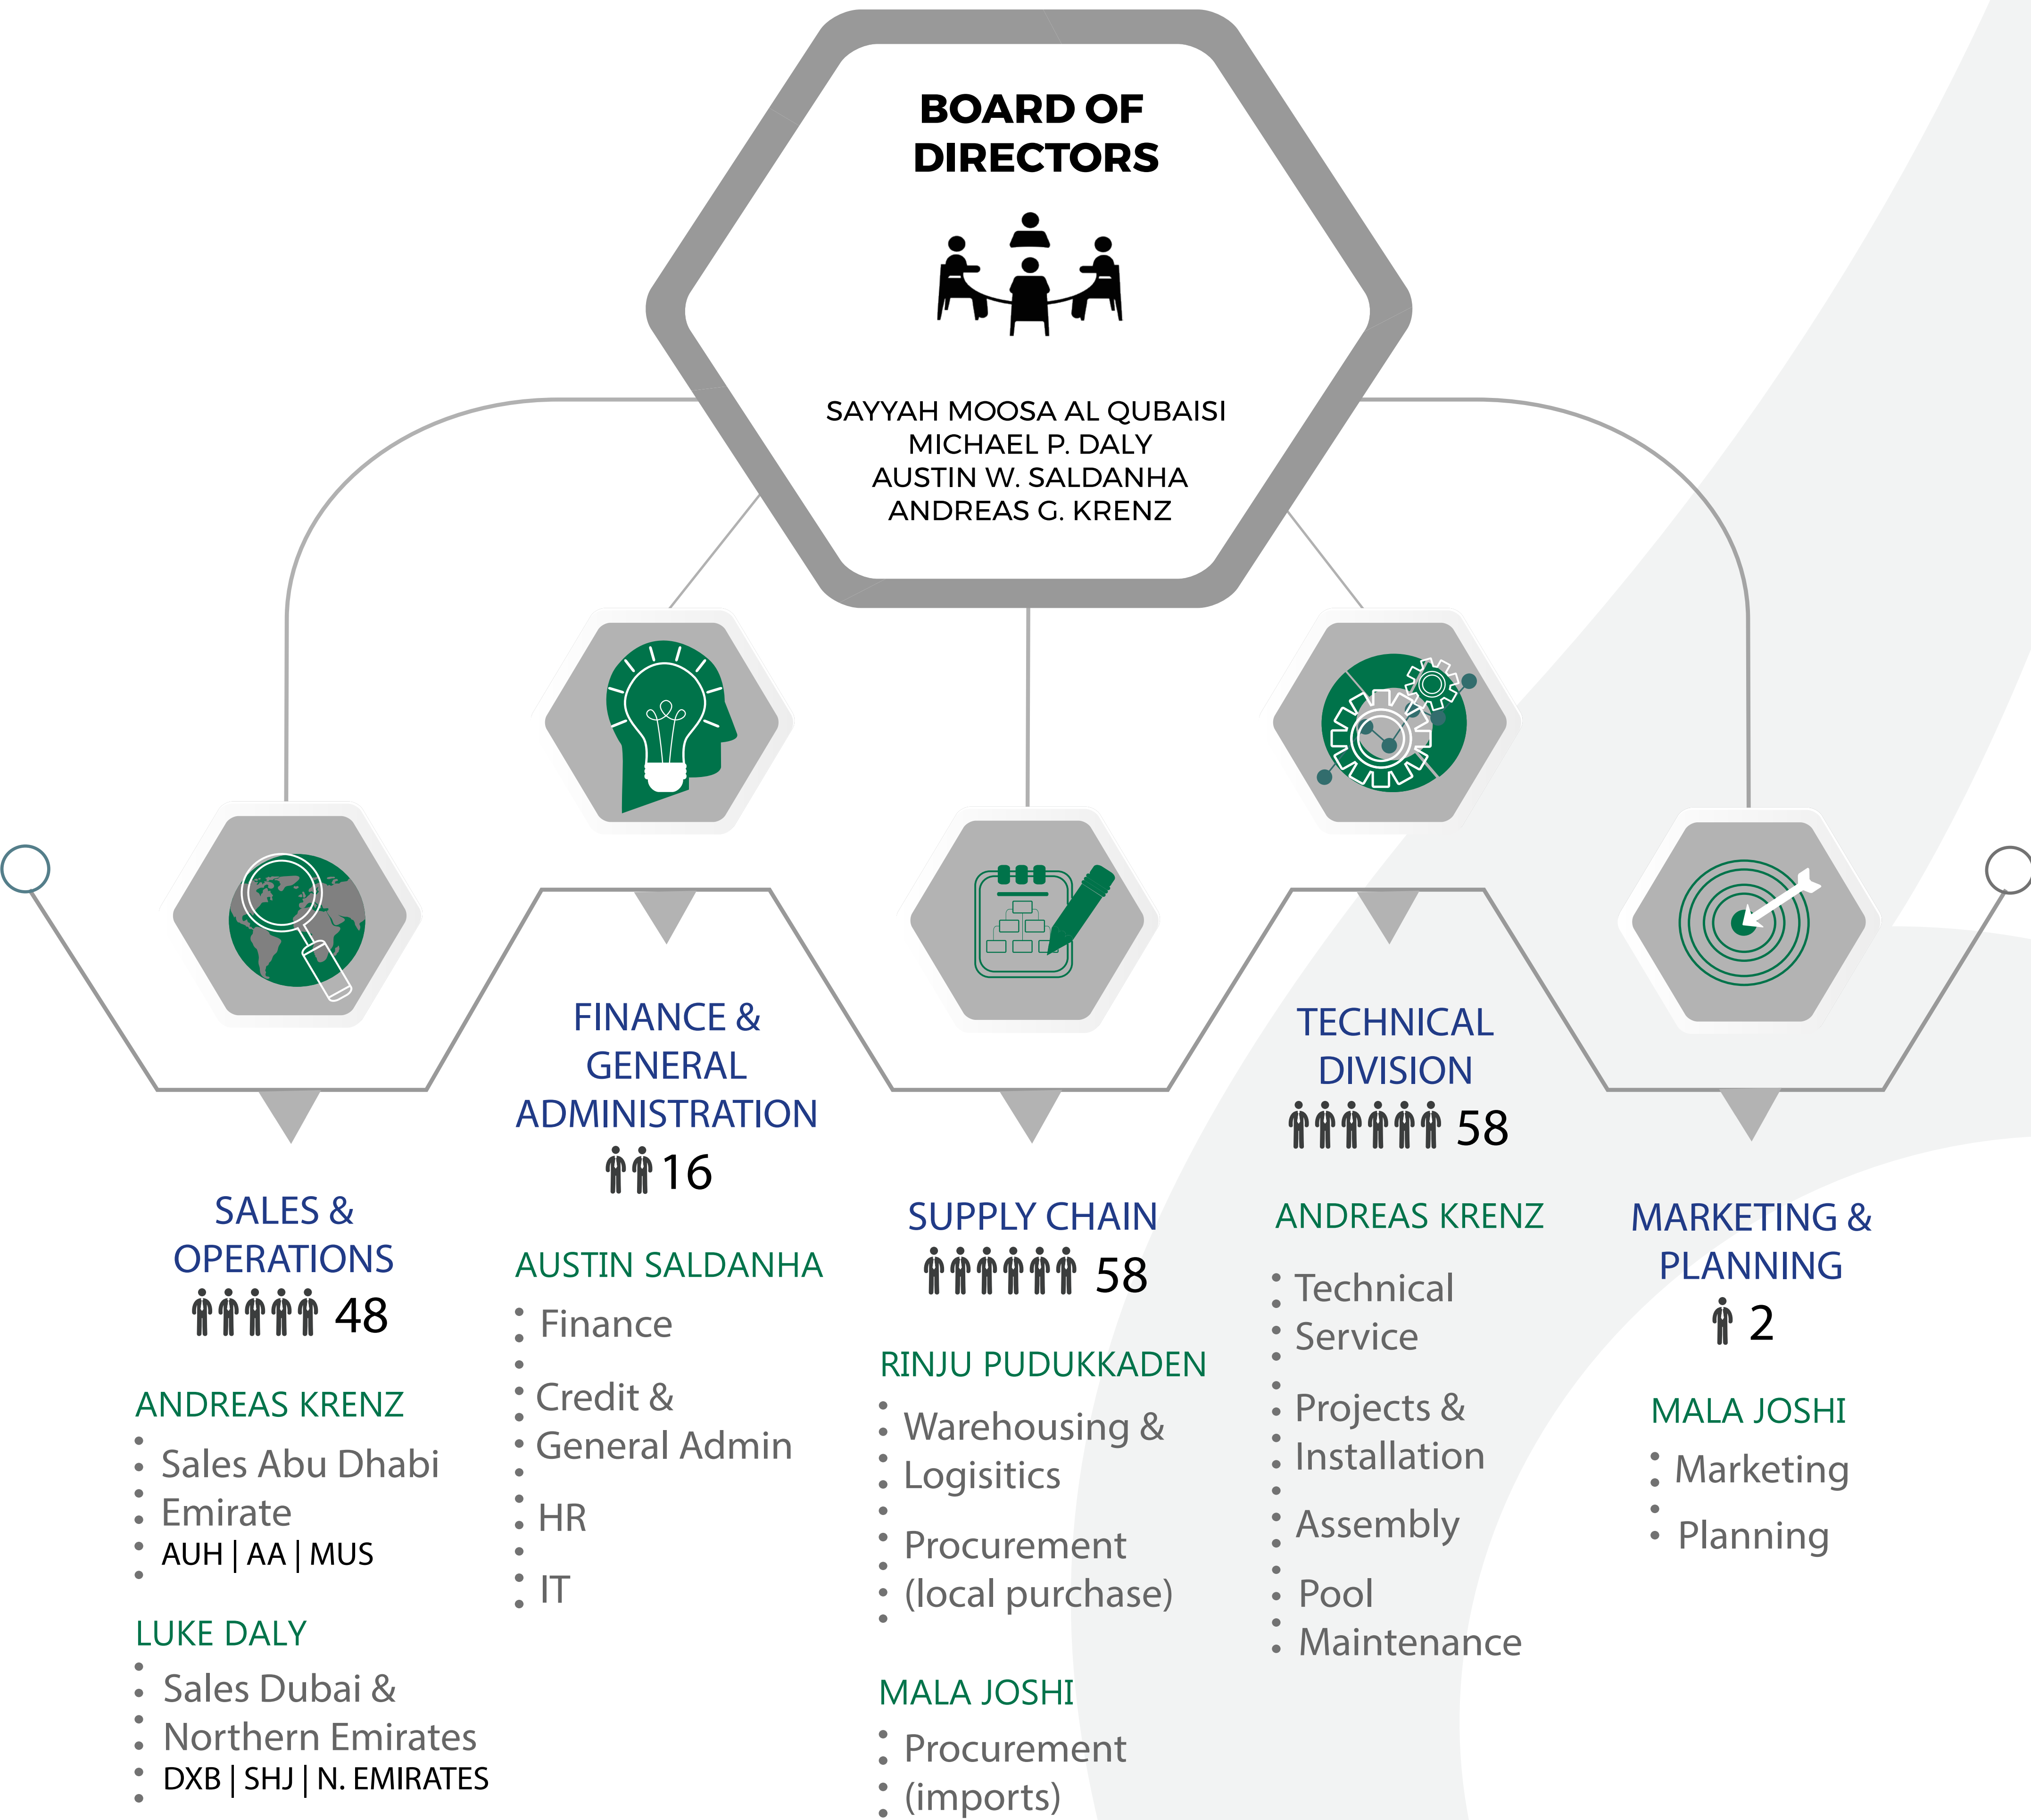 BOARD OF
DIRECTORS
SAYYAH MOOSA AL QUBAISI
MICHAEL P. DALY
AUSTIN W. SALDANHA
ANDREAS G. KRENZ
SALES &
OPERATIONS
48
ANDREAS KRENZ
Sales Abu Dhabi
Emirate
AUH | AA | MUS
LUKE DALY
Sales Dubai &
Northern Emirates
DXB | SHJ | N. EMIRATES
FINANCE &
GENERAL
ADMINISTRATION
16
AUSTIN SALDANHA
Finance
Credit &
General Admin
HR
IT
SUPPLY CHAIN
58
RINJU PUDUKKADEN
Warehousing &
Logisitics
Procurement
(local purchase)
MALA JOSHI
Procurement
(imports)
TECHNICAL
DIVISION
58
ANDREAS KRENZ
Technical
Service
Projects &
Installation
Assembly
Pool
Maintenance
MARKETING &
PLANNING
2
MALA JOSHI
Marketing
Planning